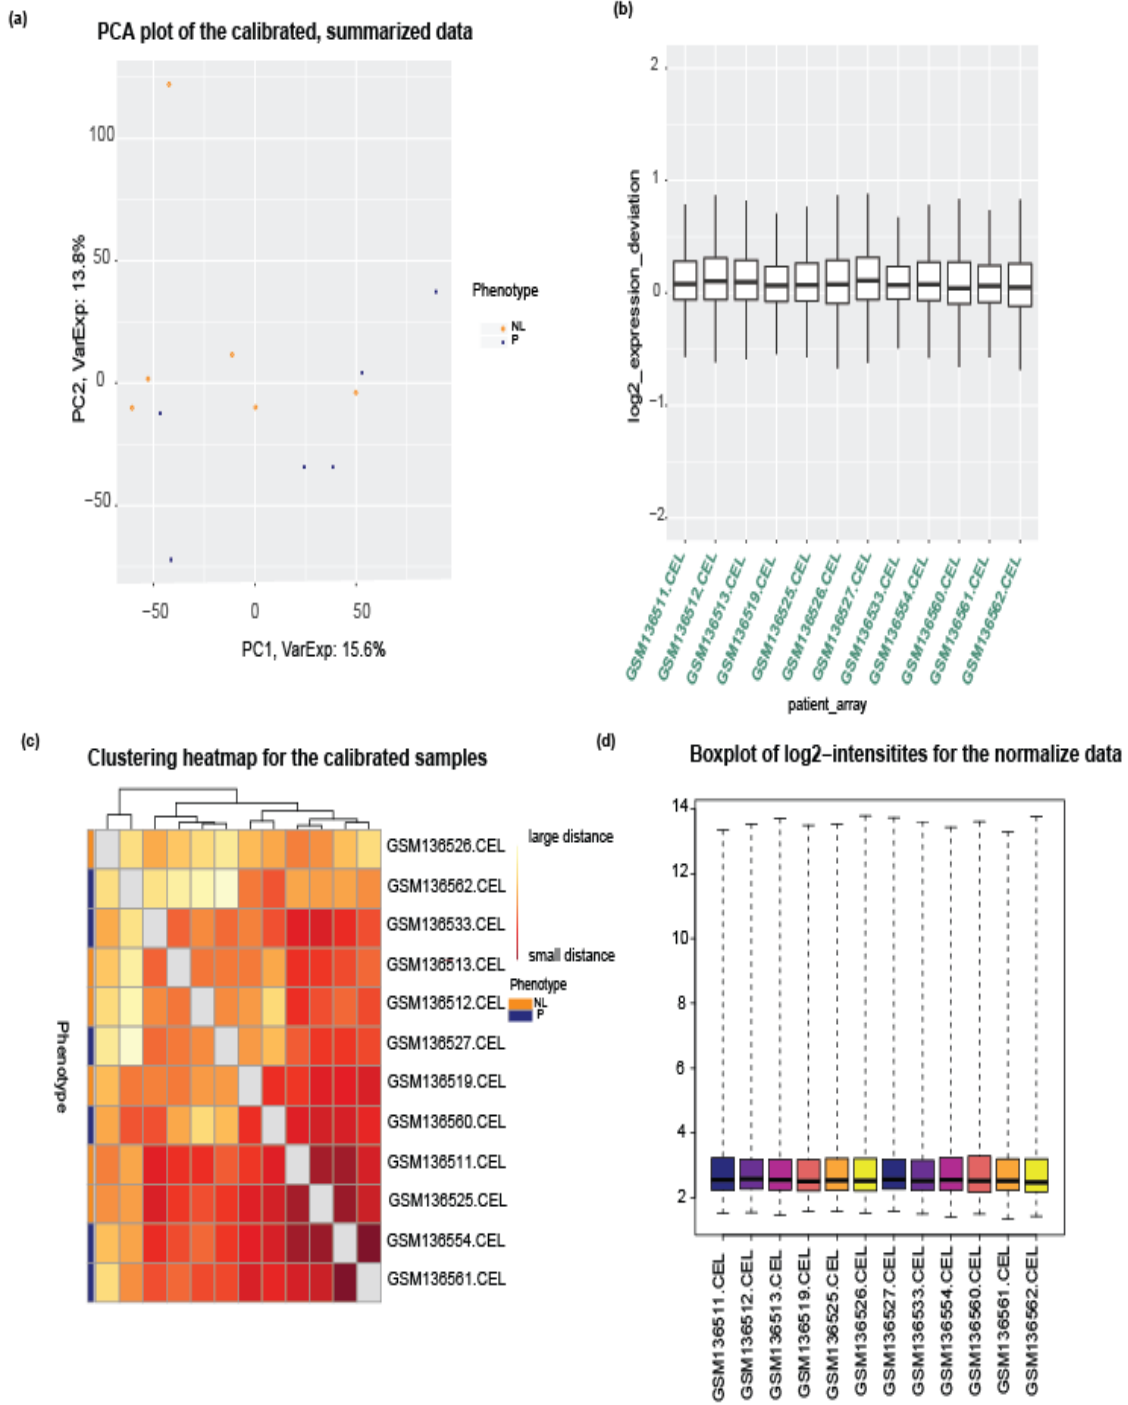 (a)
PCA plot of the calibrated, summarized data
100
50
0
−50
PC2, VarExp: 13.8%
−50
0
50
PC1, VarExp: 15.6%
Phenotype
NL
P
(b)
2
1
0
−1
−2
log2_expression_deviation
GSM136511.CEL
GSM136512.CEL
GSM136513.CEL
GSM136519.CEL
GSM136525.CEL
GSM136526.CEL
GSM136527.CEL
GSM136533.CEL
GSM136554.CEL
GSM136560.CEL
GSM136561.CEL
GSM136562.CEL
patient_array
(c)
Clustering heatmap for the calibrated samples
GSM136526.CEL
GSM136562.CEL
GSM136533.CEL
GSM136513.CEL
GSM136512.CEL
GSM136527.CEL
GSM136519.CEL
GSM136560.CEL
GSM136511.CEL
GSM136525.CEL
GSM136554.CEL
GSM136561.CEL
Phenotype
large distance
small distance
Phenotype
NL
P
(d)
Boxplot of log2−intensitites for the normalize data
14
12
10
8
6
4
2
GSM136511.CEL
GSM136512.CEL
GSM136513.CEL
GSM136519.CEL
GSM136525.CEL
GSM136526.CEL
GSM136527.CEL
GSM136533.CEL
GSM136554.CEL
GSM136560.CEL
GSM136561.CEL
GSM136562.CEL